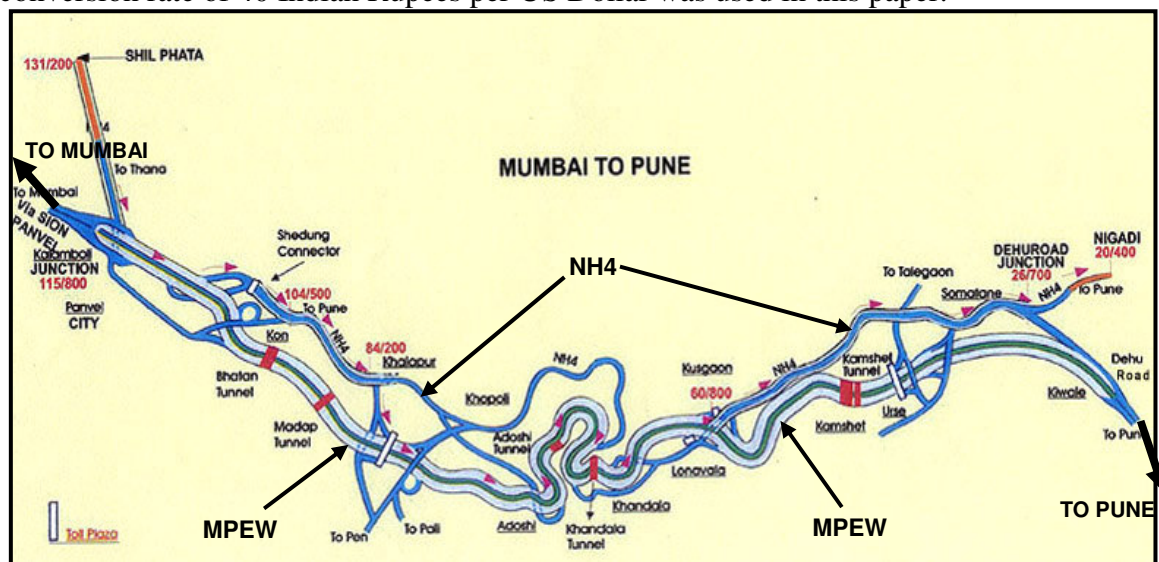 conversion rate of 40 Indian Rupees per US Dollar was used in this paper.
SHIL PHATA
131/200
TO MUMBAI
To Thana
MUMBAI TO PUNE
To Mumbai
Via SION
PANVEL
Kalamboli
JUNCTION
115/800
Panvel
CITY
Shedung
Connector
104/500
To Pune
NH4
Kon
Bhatan
Tunnel
Madap
Tunnel
84/200
Khalapur
Khopoli
NH4
NH4
Adoshi
Tunnel
MPEW
To Pen
To Pali
Adoshi
Khandala
Tunnel
Khandala
Lonavala
Kusgaon
60/800
NH4
Kamshet
Tunnel
Kamshet
Urse
MPEW
To Talegaon
Somatane
DEHUROAD
JUNCTION
26/700
NH4
NIGADI
20/400
To Pune
Dehu
Road
Kiwale
To Pun
TO PUNE
Toll Plaza